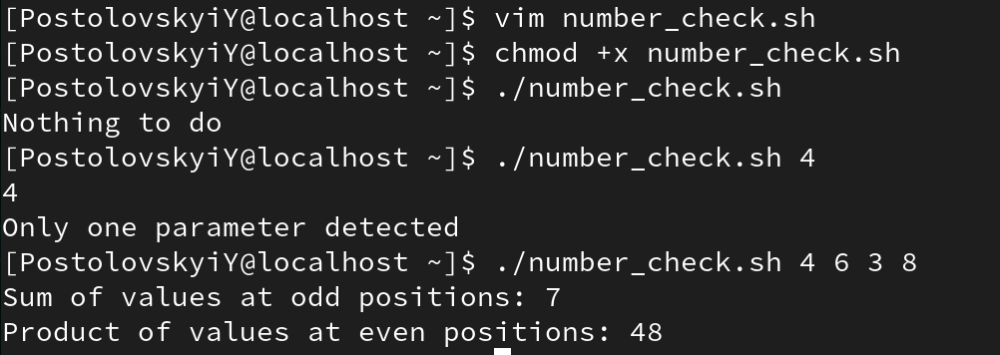 [PostolovskyiY@localhost ~]$ vim number_check.sh
[PostolovskyiY@localhost ~]$ chmod +x number_check.sh
[PostolovskyiY@localhost ~]$ ./number_check.sh
Nothing to do
[PostolovskyiY@localhost ~]$ ./number_check.sh 4
4
Only one parameter detected
[PostolovskyiY@localhost ~]$ ./number_check.sh 4 6 3 8
Sum of values at odd positions: 7
Product of values at even positions: 48